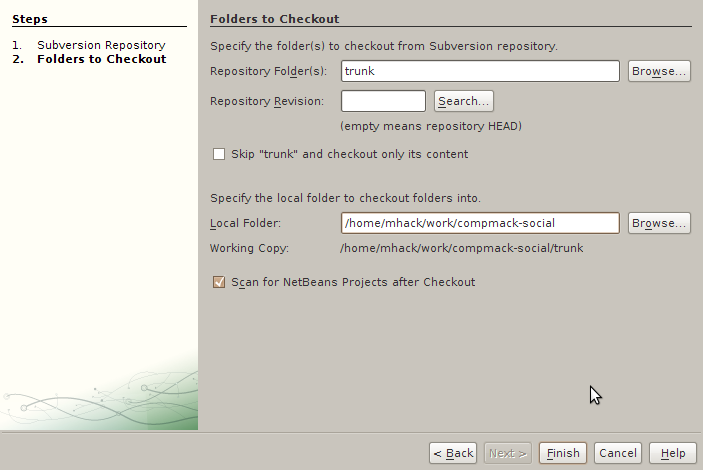 Steps
1. Subversion Repository
2. Folders to Checkout
Folders to Checkout
Specify the folder(s) to checkout from Subversion repository.
Repository Folder(s): trunk Browse...
Repository Revision: Search...
(empty means repository HEAD)
Skip "trunk" and checkout only its content
Specify the local folder to checkout folders into.
Local Folder: /home/mhack/work/compmack-social Browse...
Working Copy: /home/mhack/work/compmack-social/trunk
Scan for NetBeans Projects after Checkout
< Back Next > Finish Cancel Help